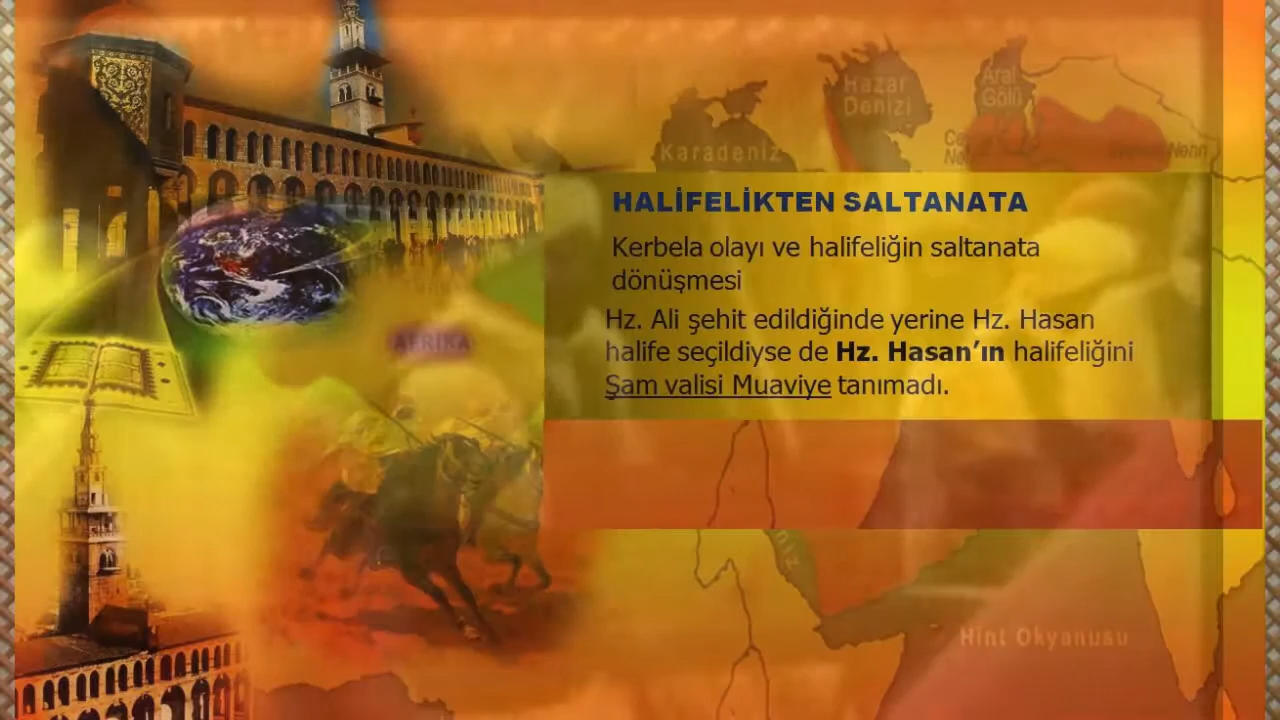 Karadeniz
Hazar
Denizi
Aral
Gölü
HALİFELİKTEN SALTANATA
Kerbela olayı ve halifeliğin saltanata
dönüşmesi
Hz. Ali şehit edildiğinde yerine Hz. Hasan
halife seçildiyse de Hz. Hasan’ın halifeliğini
Şam valisi Muaviye tanımadı.
AFRİKA
Hint Okyanusu